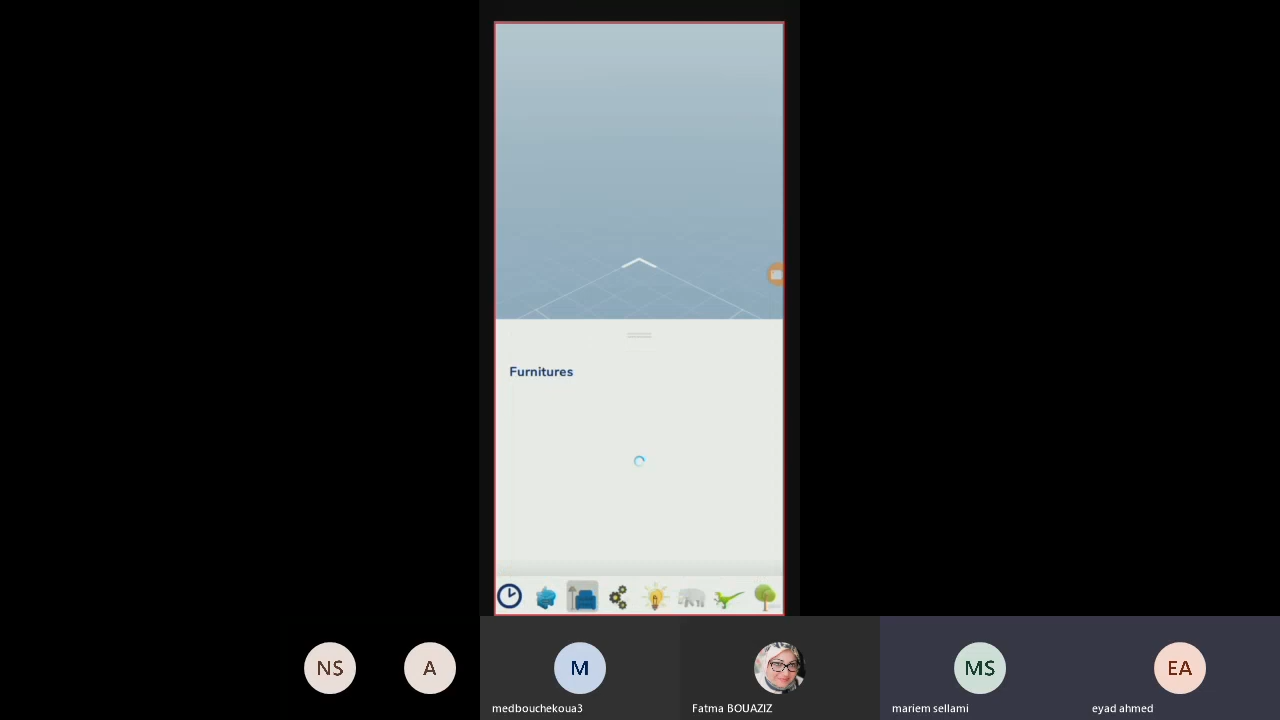 Furnitures
NS
A
M
MS
EA
medbouchekoua3
Fatma BOUAZIZ
mariem sellami
eyad ahmed